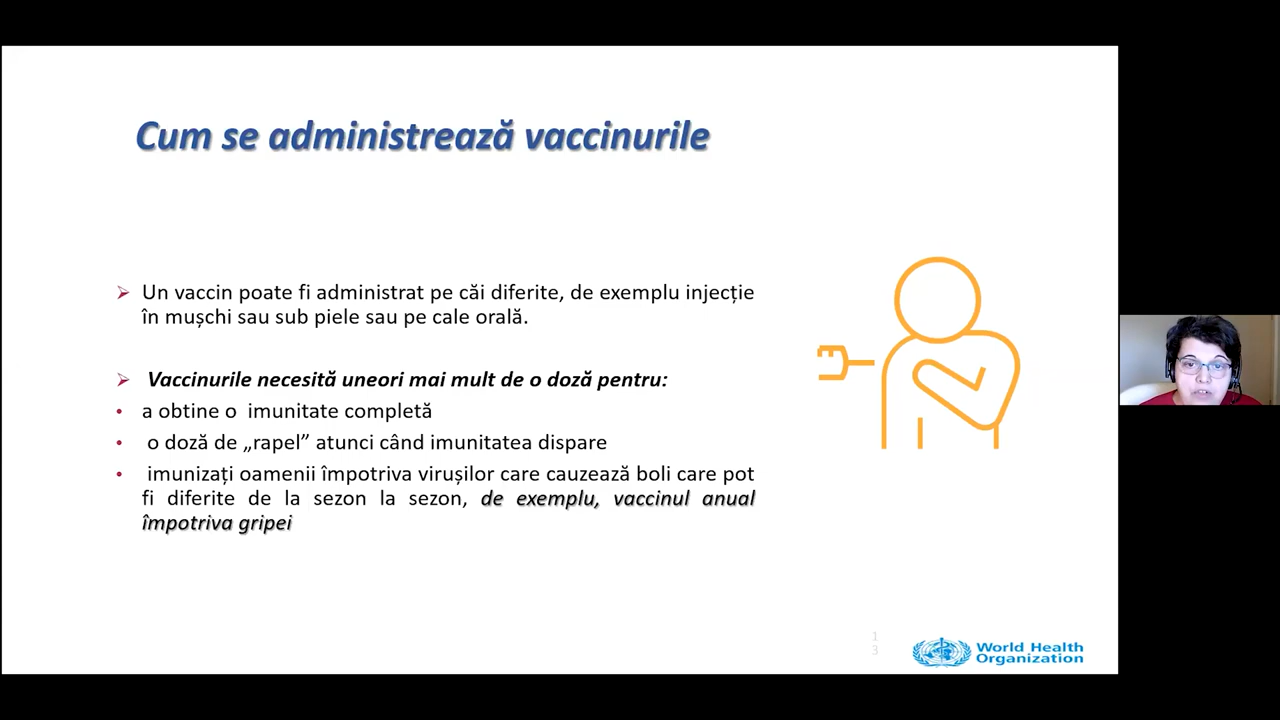 Cum se administrează vaccinurile
Un vaccin poate fi administrat pe căi diferite, de exemplu injecție
în mușchi sau sub piele sau pe cale orală.
Vaccinurile necesită uneori mai mult de o doză pentru:
a obtine o imunitate completă
o doză de „rapel” atunci când imunitatea dispare
imunizați oamenii împotriva virușilor care cauzează boli care pot
fi diferite de la sezon la sezon, de exemplu, vaccinul anual
împotriva gripei
1
3
World Health
Organization